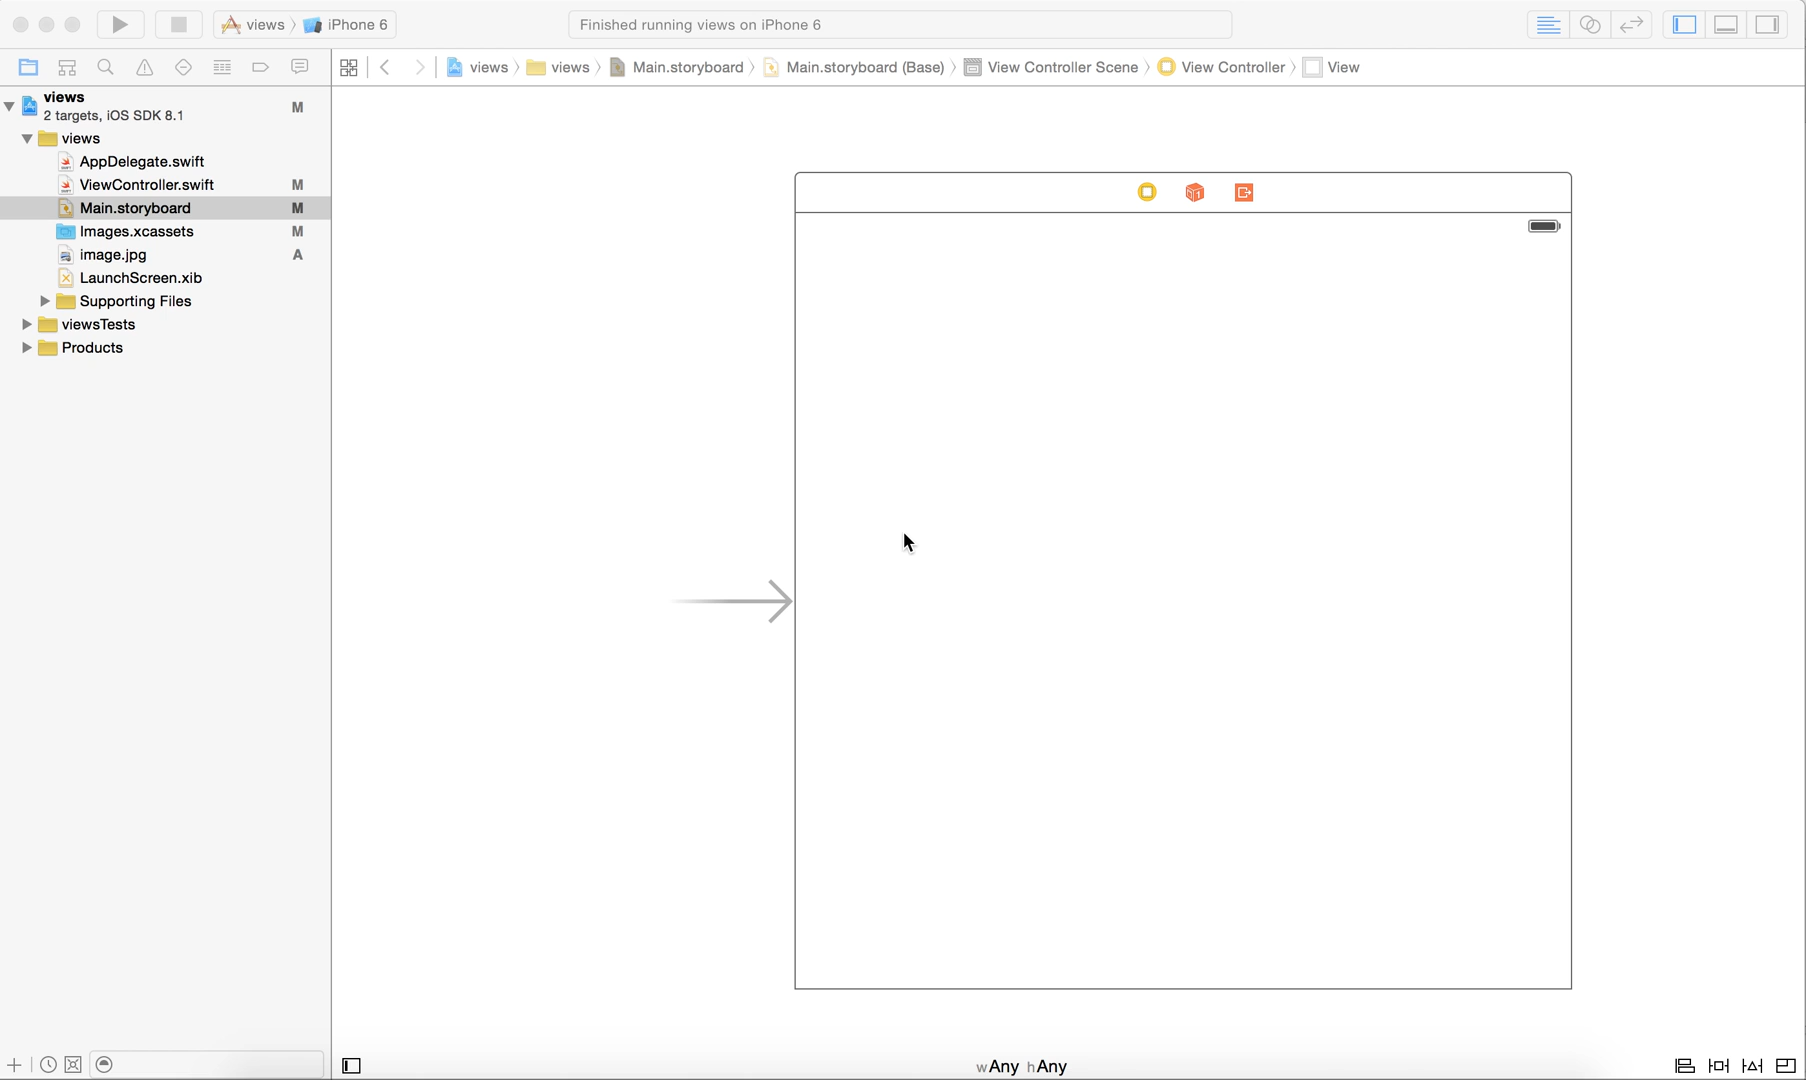 views iPhone 6 Finished running views on iPhone 6
views views Main.storyboard Main.storyboard (Base) View Controller Scene View Controller View
views
2 targets, iOS SDK 8.1 M
views
AppDelegate.swift
ViewController.swift M
Main.storyboard M
Images.xcassets M
image.jpg A
LaunchScreen.xib
Supporting Files
viewsTests
Products
wAny hAny